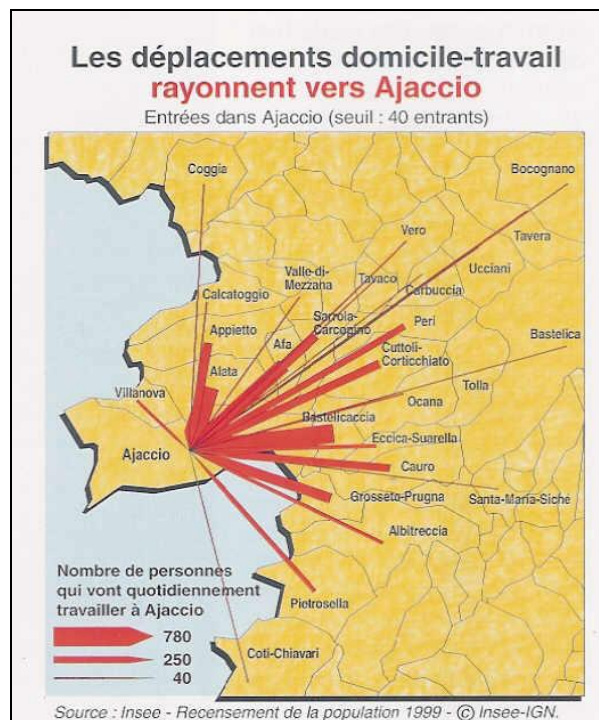 Les déplacements domicile-travail
rayonnent vers Ajaccio
Entrées dans Ajaccio (seuil : 40 entrants)
Coggia
Bocognano
Vero
Tavera
Ucciani
Valle-di-
Mezzana
Tavaco
Carbuccia
Calcatoggio
Appietto
Sarrola-
Carcopino
Peri
Bastelica
Afa
Cuttoli-
Corticchiato
Alata
Villanova
Tolla
Ocana
Bastelicaccia
Eccica-Suarella
Ajaccio
Cauro
Grosseto-Prugna
Santa-Maria-Siché
Albitreccia
Nombre de personnes
qui vont quotidiennement
travailler à Ajaccio
780
250
40
Pietrosella
Coti-Chiavari
Source : Insee - Recensement de la population 1999 - © Insee-IGN.